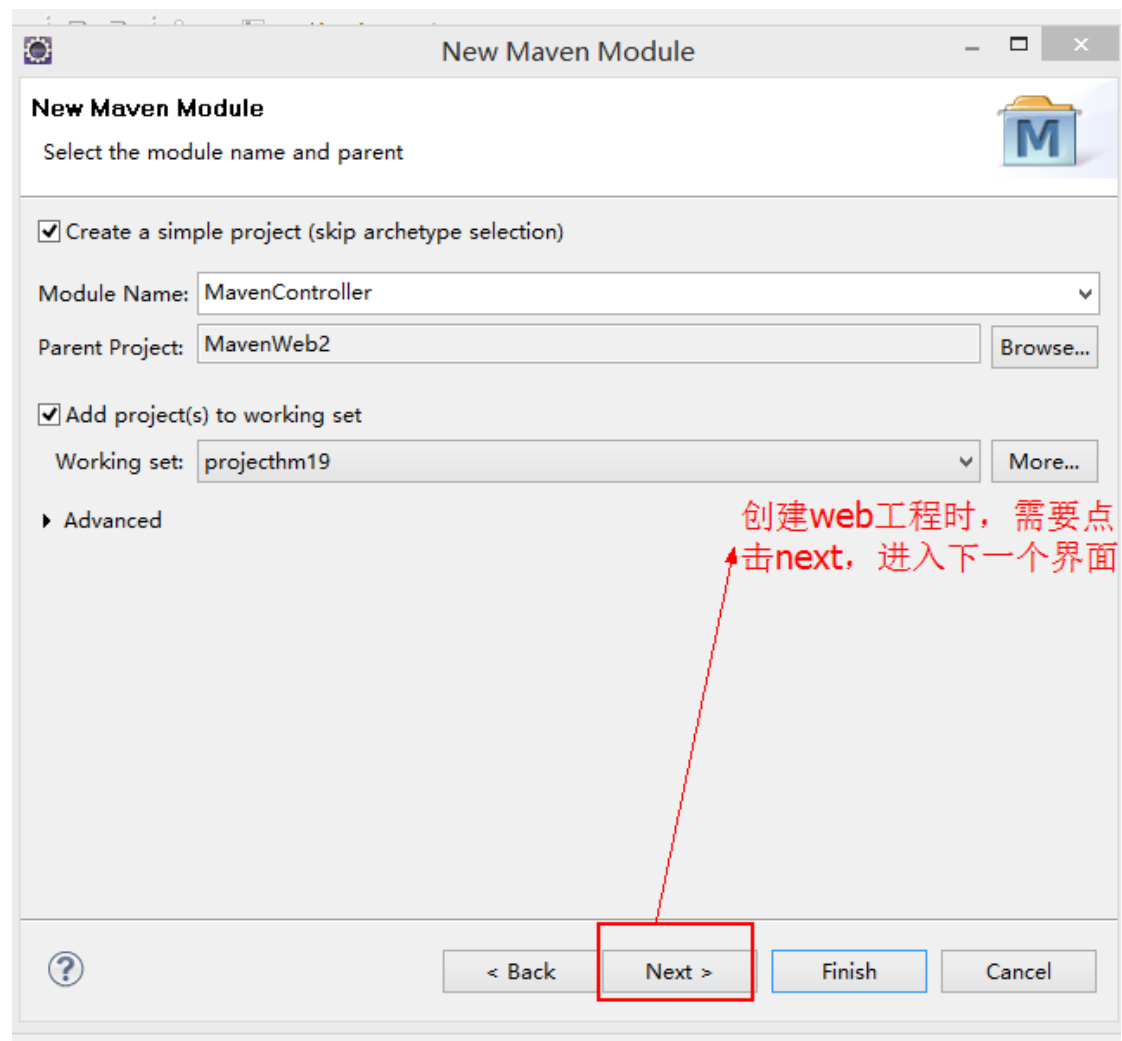 New Maven Module
New Maven Module
Select the module name and parent
M
Create a simple project (skip archetype selection)
Module Name: MavenController
Parent Project: MavenWeb2 Browse...
Add project(s) to working set
Working set: projecthm19 More...
Advanced
创建web工程时，需要点
击next，进入下一个界面
? < Back Next > Finish Cancel